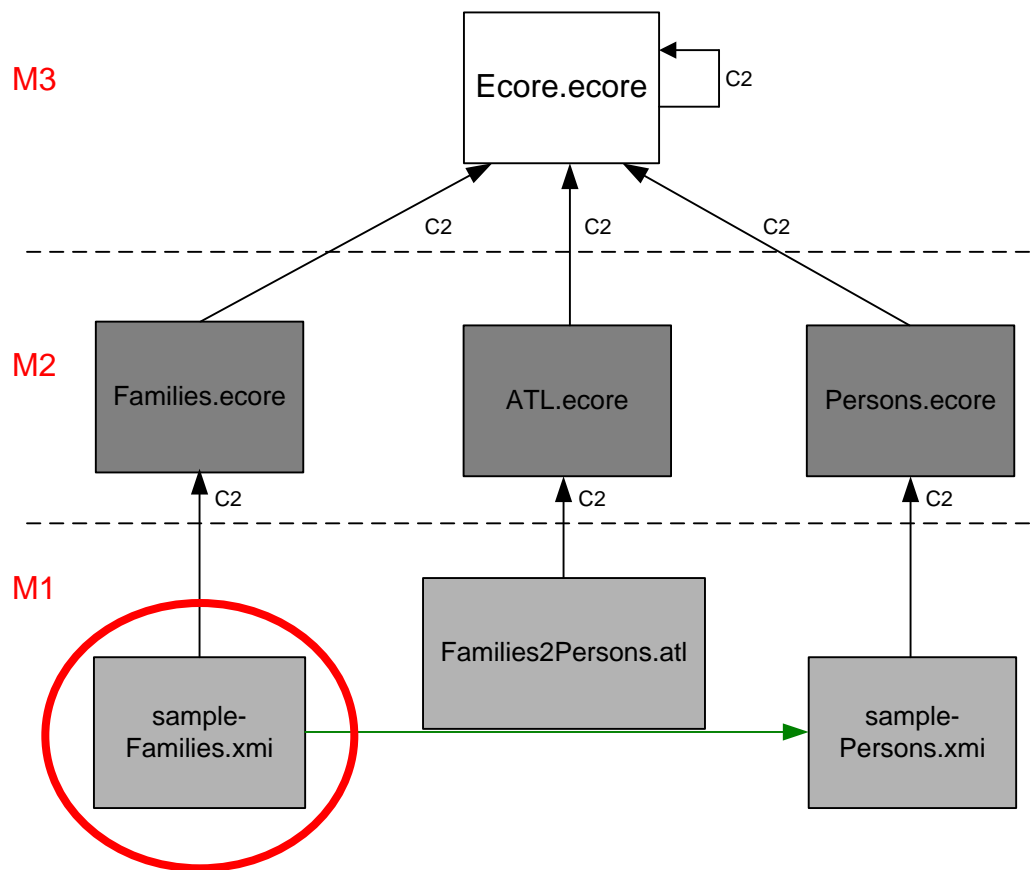 M3
Ecore.ecore
C2
C2
C2
C2
M2
Families.ecore
ATL.ecore
Persons.ecore
C2
C2
C2
M1
Families2Persons.atl
sample-
Families.xmi
sample-
Persons.xmi